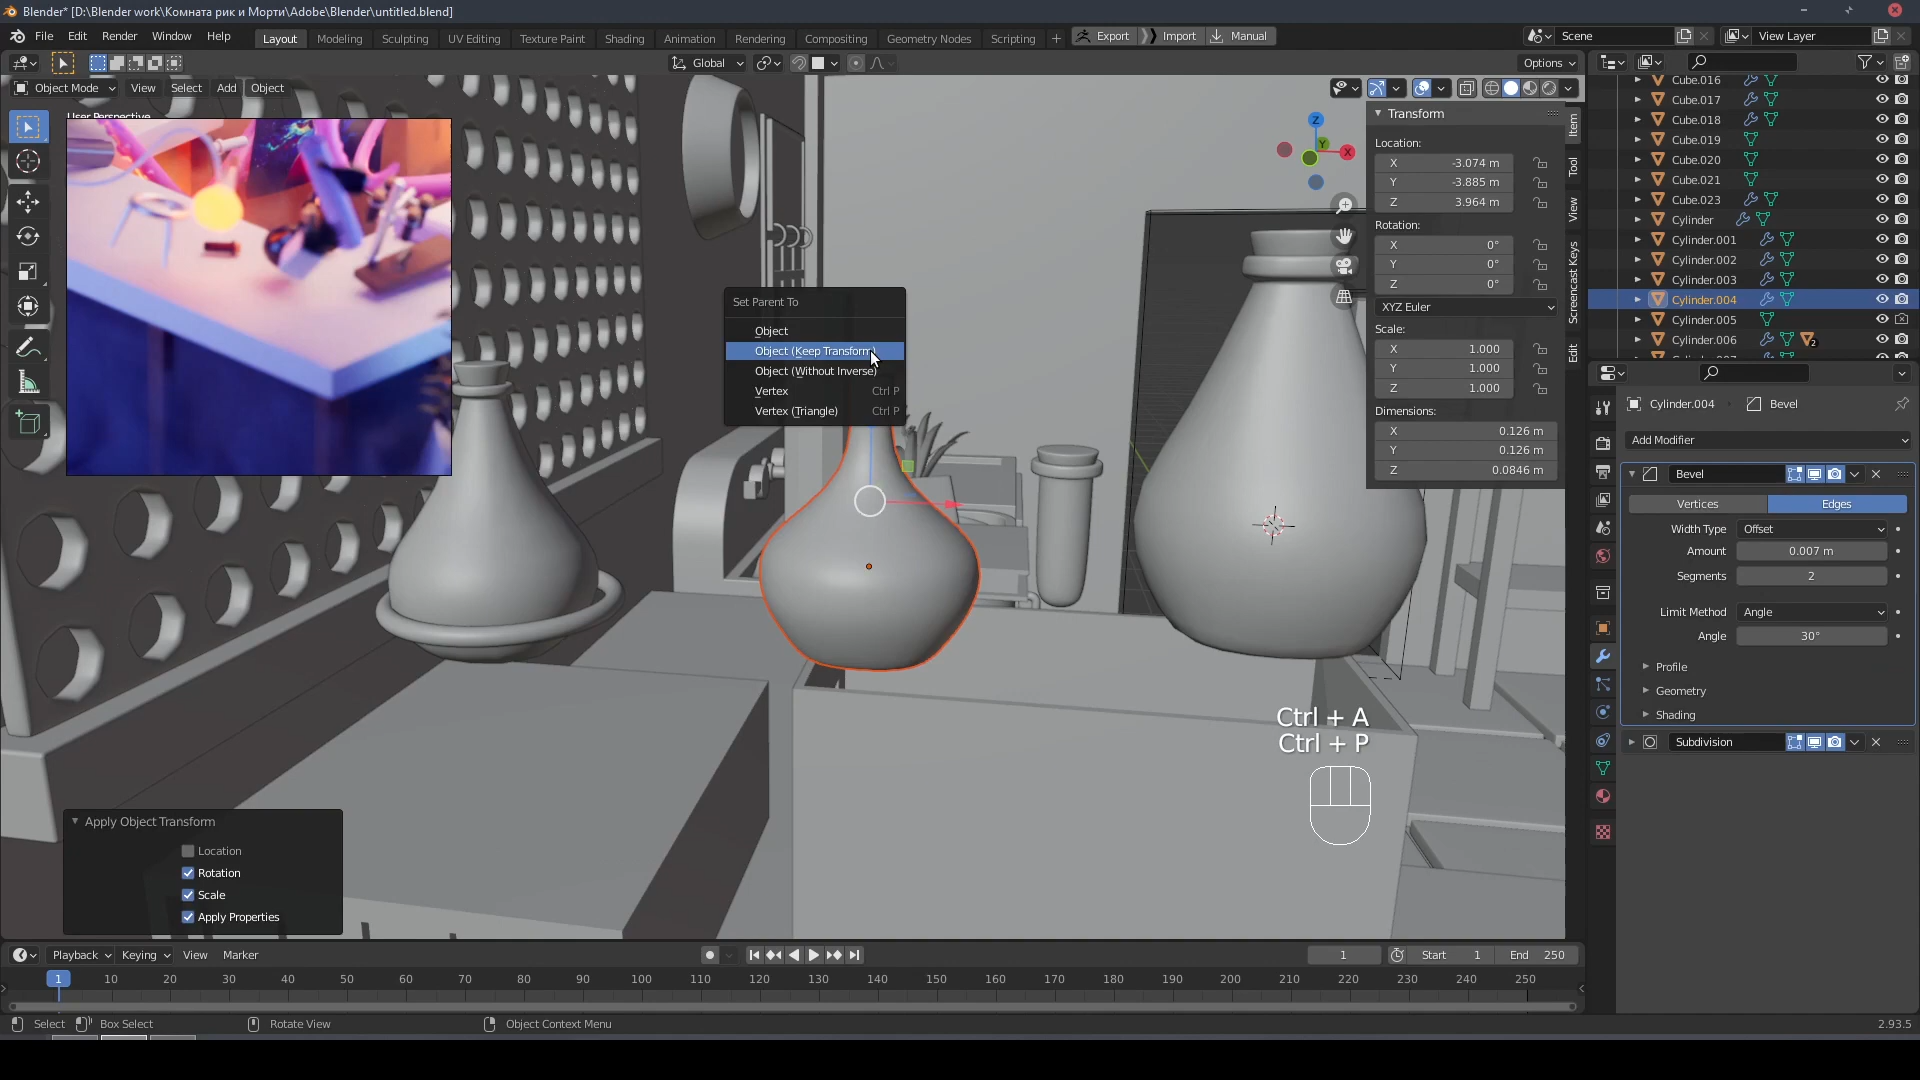 Blender* [D:\Blender work\Комната рик и Морти\Adobe\Blender\untitled.blend]
File Edit Render Window Help Layout Modeling Sculpting UV Editing Texture Paint Shading Animation Rendering Compositing Geometry Nodes Scripting + Export Import Manual Scene View Layer
Global Options
Object Mode View Select Add Object
User Perspective
Transform
Location:
X -3.074 m
Y -3.885 m
Z 3.964 m
Rotation:
X 0°
Y 0°
Z 0°
XYZ Euler
Scale:
X 1.000
Y 1.000
Z 1.000
Dimensions:
X 0.126 m
Y 0.126 m
Z 0.0846 m
Item
Tool
View
Screencast Keys
Edit
Z
Y
X
Set Parent To
Object
Object (Keep Transform)
Object (Without Inverse)
Vertex Ctrl P
Vertex (Triangle) Ctrl P
Ctrl + A
Ctrl + P
Apply Object Transform
Location
Rotation
Scale
Apply Properties
Cube.016
Cube.017
Cube.018
Cube.019
Cube.020
Cube.021
Cube.023
Cylinder
Cylinder.001
Cylinder.002
Cylinder.003
Cylinder.004
Cylinder.005
Cylinder.006 2
Cylinder.004 Bevel
Add Modifier
Bevel
Vertices Edges
Width Type Offset
Amount 0.007 m
Segments 2
Limit Method Angle
Angle 30°
Profile
Geometry
Shading
Subdivision
Playback Keying View Marker 1 Start 1 End 250
1 10 20 30 40 50 60 70 80 90 100 110 120 130 140 150 160 170 180 190 200 210 220 230 240 250
Select Box Select Rotate View Object Context Menu 2.93.5